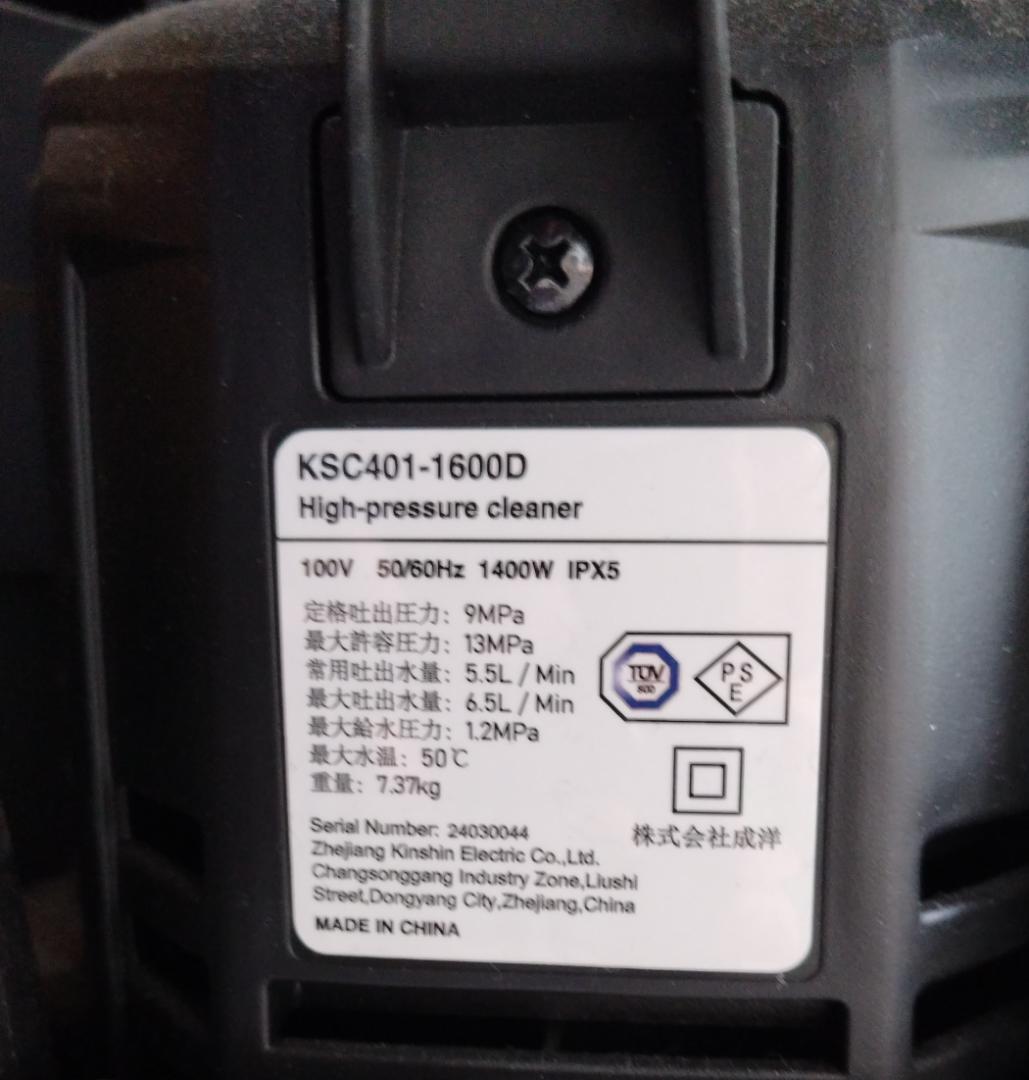 KSC401-1600D
High-pressure cleaner
100V 50/60Hz 1400W IPX5
定格吐出圧力: 9MPa
最大許容圧力: 13MPa
常用吐出水量: 5.5L / Min
最大吐出水量: 6.5L / Min
最大給水圧力: 1.2MPa
最大水温: 50℃
重量: 7.37kg
TÜV
SÜD
PS
E
株式会社成洋
Serial Number: 24030044
Zhejiang Kinshin Electric Co.,Ltd.
Changsonggang Industry Zone,Liushi
Street,Dongyang City,Zhejiang,China
MADE IN CHINA